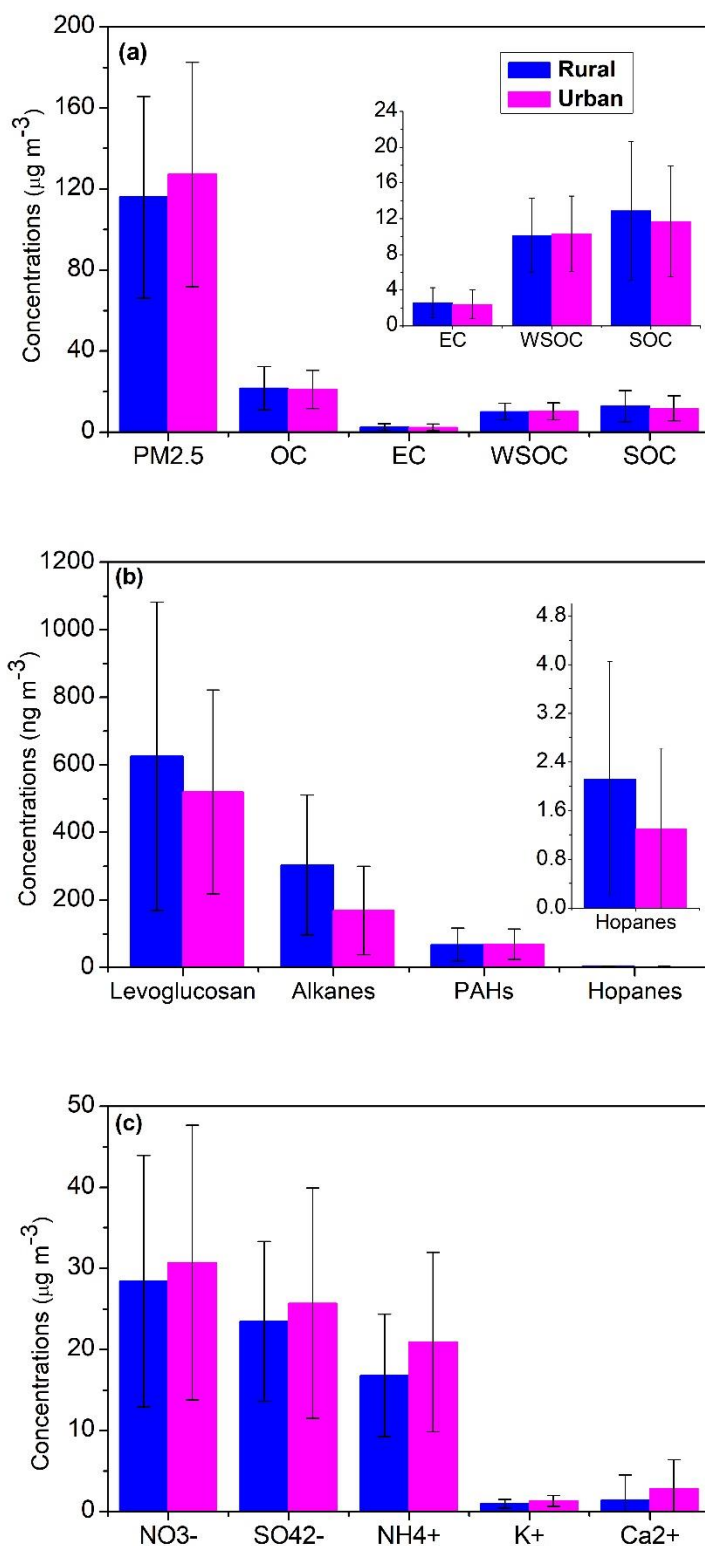 (a)
Rural
Urban
Concentrations (μg m⁻³)
200
160
120
80
40
0
PM2.5 OC EC WSOC SOC
24
20
16
12
8
4
0
EC WSOC SOC
(b)
Concentrations (ng m⁻³)
1200
1000
800
600
400
200
0
Levoglucosan Alkanes PAHs Hopanes
4.8
4.0
3.2
2.4
1.6
0.8
0.0
Hopanes
(c)
Concentrations (μg m⁻³)
50
40
30
20
10
0
NO3- SO42- NH4+ K+ Ca2+